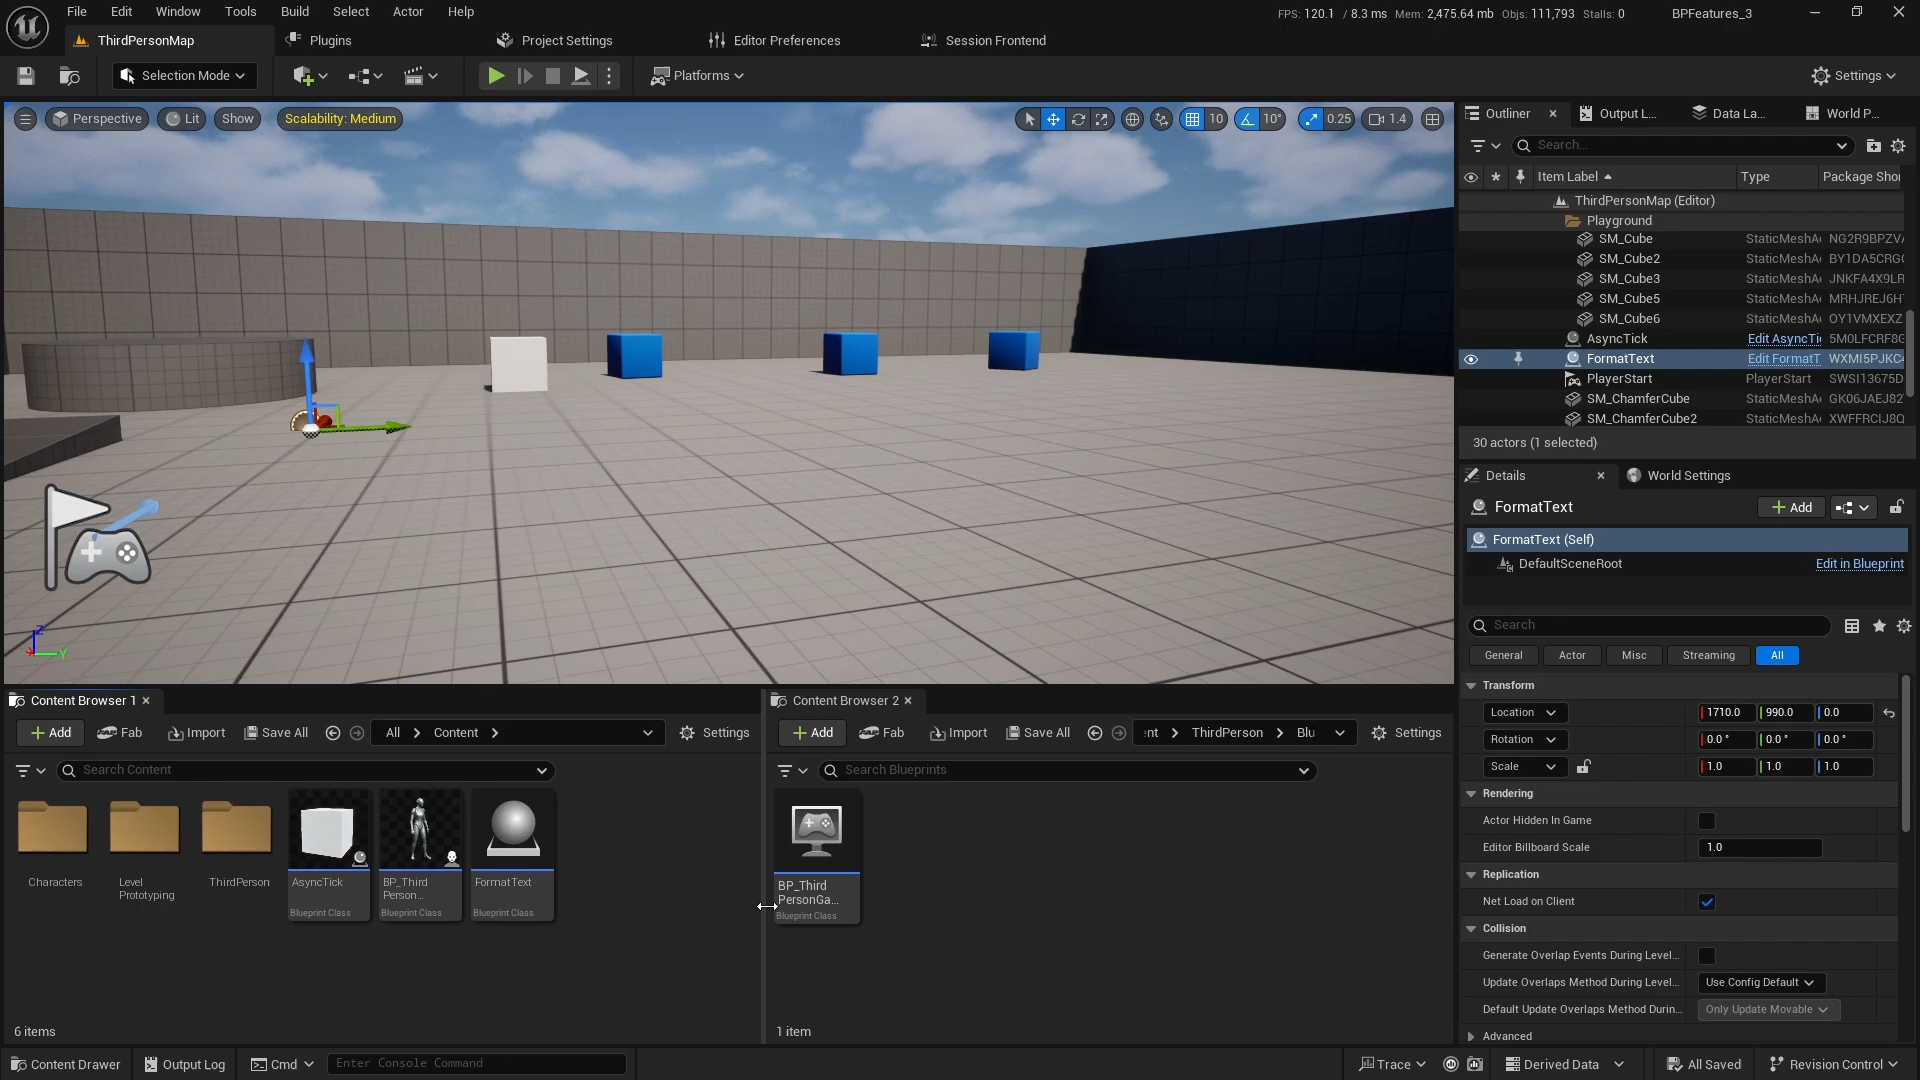 File Edit Window Tools Build Select Actor Help
FPS: 120.1 / 8.3 ms Mem: 2,475.64 mb Objs: 111,793 Stalls: 0
BPFeatures_3
ThirdPersonMap
Plugins
Project Settings
Editor Preferences
Session Frontend
Selection Mode
Platforms
Settings
Perspective
Lit
Show
Scalability: Medium
10
10°
0.25
1.4
Outliner
Output L...
Data La...
World P...
Search...
Item Label Type Package Shor
ThirdPersonMap (Editor)
Playground
SM_Cube StaticMeshA NG2R9BPZV
SM_Cube2 StaticMeshA BY1DA5CRG
SM_Cube3 StaticMeshA JNKFA4X9LR
SM_Cube5 StaticMeshA MRHJREJ6H
SM_Cube6 StaticMeshA OY1VMXEXZ
AsyncTick Edit AsyncTi 5M0LFCRF8G
FormatText Edit FormatT WXMI5PJKC
PlayerStart PlayerStart SWSI13675D
SM_ChamferCube StaticMeshA GK06JAEJ82
SM_ChamferCube2 StaticMeshA XWFFRCIJ8Q
30 actors (1 selected)
Details
World Settings
FormatText
Add
FormatText (Self)
DefaultSceneRoot
Edit in Blueprint
Search
General
Actor
Misc
Streaming
All
Transform
Location 1710.0 990.0 0.0
Rotation 0.0 ° 0.0 ° 0.0 °
Scale 1.0 1.0 1.0
Rendering
Actor Hidden In Game
Editor Billboard Scale 1.0
Replication
Net Load on Client
Collision
Generate Overlap Events During Level...
Update Overlaps Method During Level... Use Config Default
Default Update Overlaps Method Durin... Only Update Movable
Advanced
Z
Y
Content Browser 1
Add
Fab
Import
Save All
All
Content
Settings
Search Content
Characters
Level
Prototyping
ThirdPerson
AsyncTick
Blueprint Class
BP_Third
Person...
Blueprint Class
FormatText
Blueprint Class
6 items
Content Browser 2
Add
Fab
Import
Save All
nt
ThirdPerson
Blu
Settings
Search Blueprints
BP_Third
PersonGa...
Blueprint Class
1 item
Content Drawer
Output Log
Cmd
Enter Console Command
Trace
Derived Data
All Saved
Revision Control